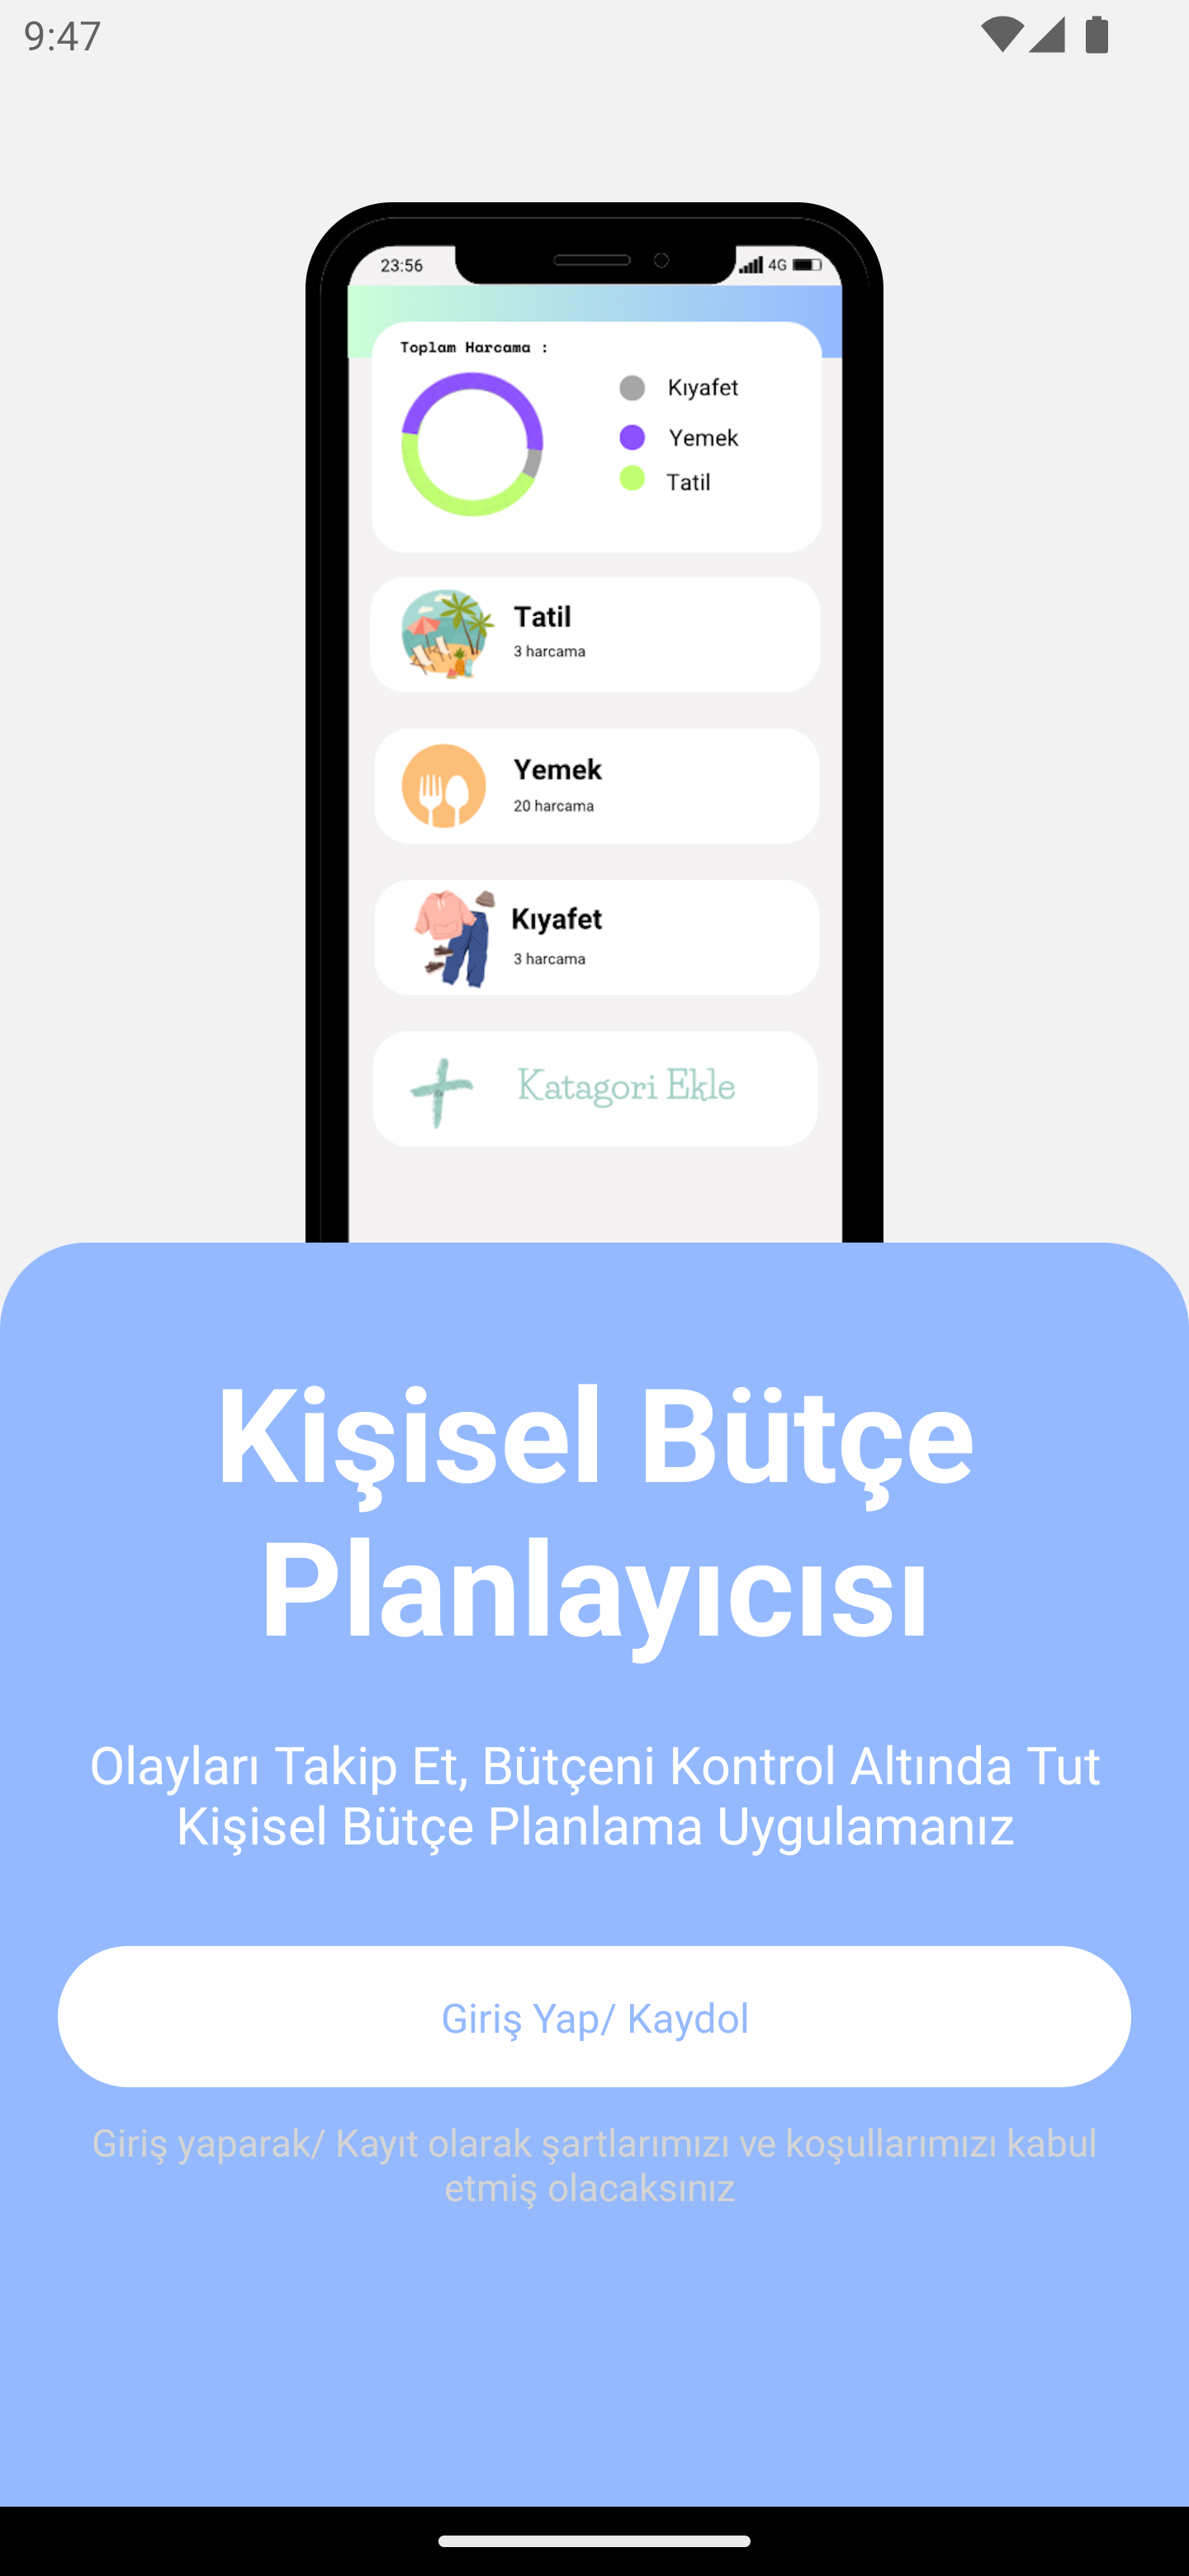 9:47
23:56
4G
Toplam Harcama :
Kıyafet
Yemek
Tatil
Tatil
3 harcama
Yemek
20 harcama
Kıyafet
3 harcama
Katagori Ekle
Kişisel Bütçe
Planlayıcısı
Olayları Takip Et, Bütçeni Kontrol Altında Tut
Kişisel Bütçe Planlama Uygulamanız
Giriş Yap/ Kaydol
Giriş yaparak/ Kayıt olarak şartlarımızı ve koşullarımızı kabul
etmiş olacaksınız